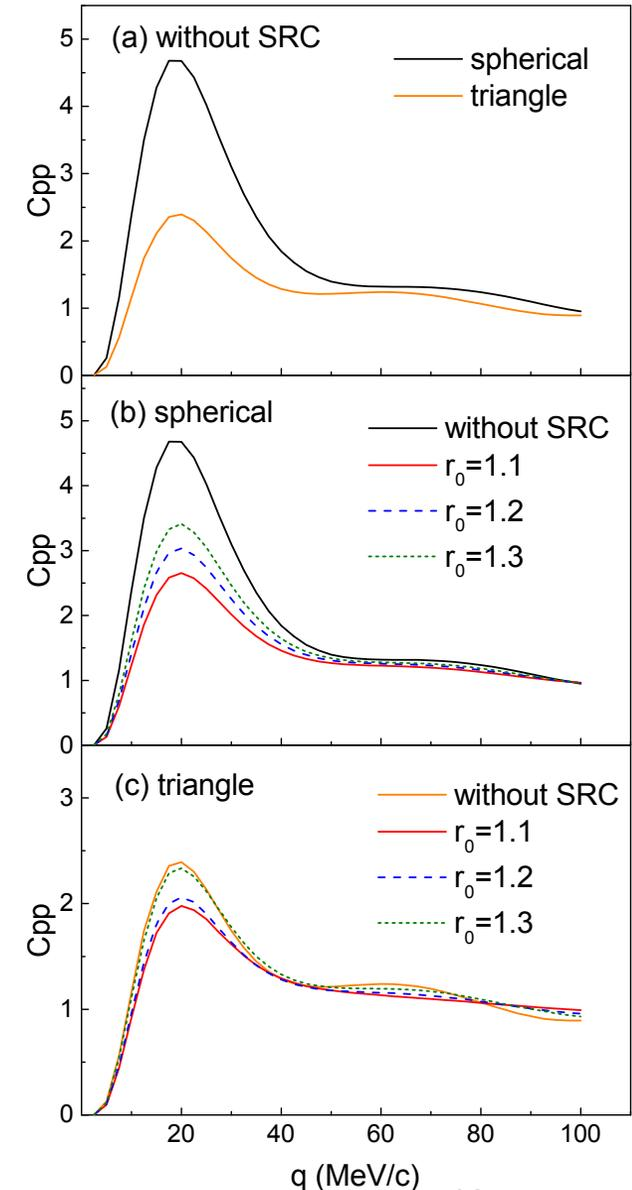 (a) without SRC
spherical
triangle
5
4
3
2
1
0
Cpp
(b) spherical
without SRC
r₀=1.1
r₀=1.2
r₀=1.3
5
4
3
2
1
0
Cpp
(c) triangle
without SRC
r₀=1.1
r₀=1.2
r₀=1.3
3
2
1
0
Cpp
20 40 60 80 100
q (MeV/c)